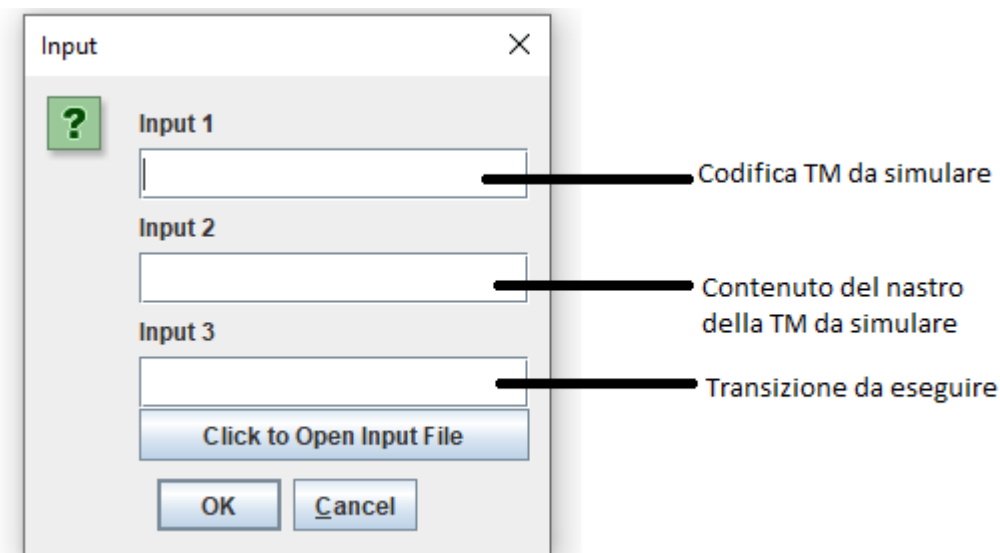 Input
?
Input 1
Codifica TM da simulare
Input 2
Contenuto del nastro
della TM da simulare
Input 3
Transizione da eseguire
Click to Open Input File
OK
Cancel